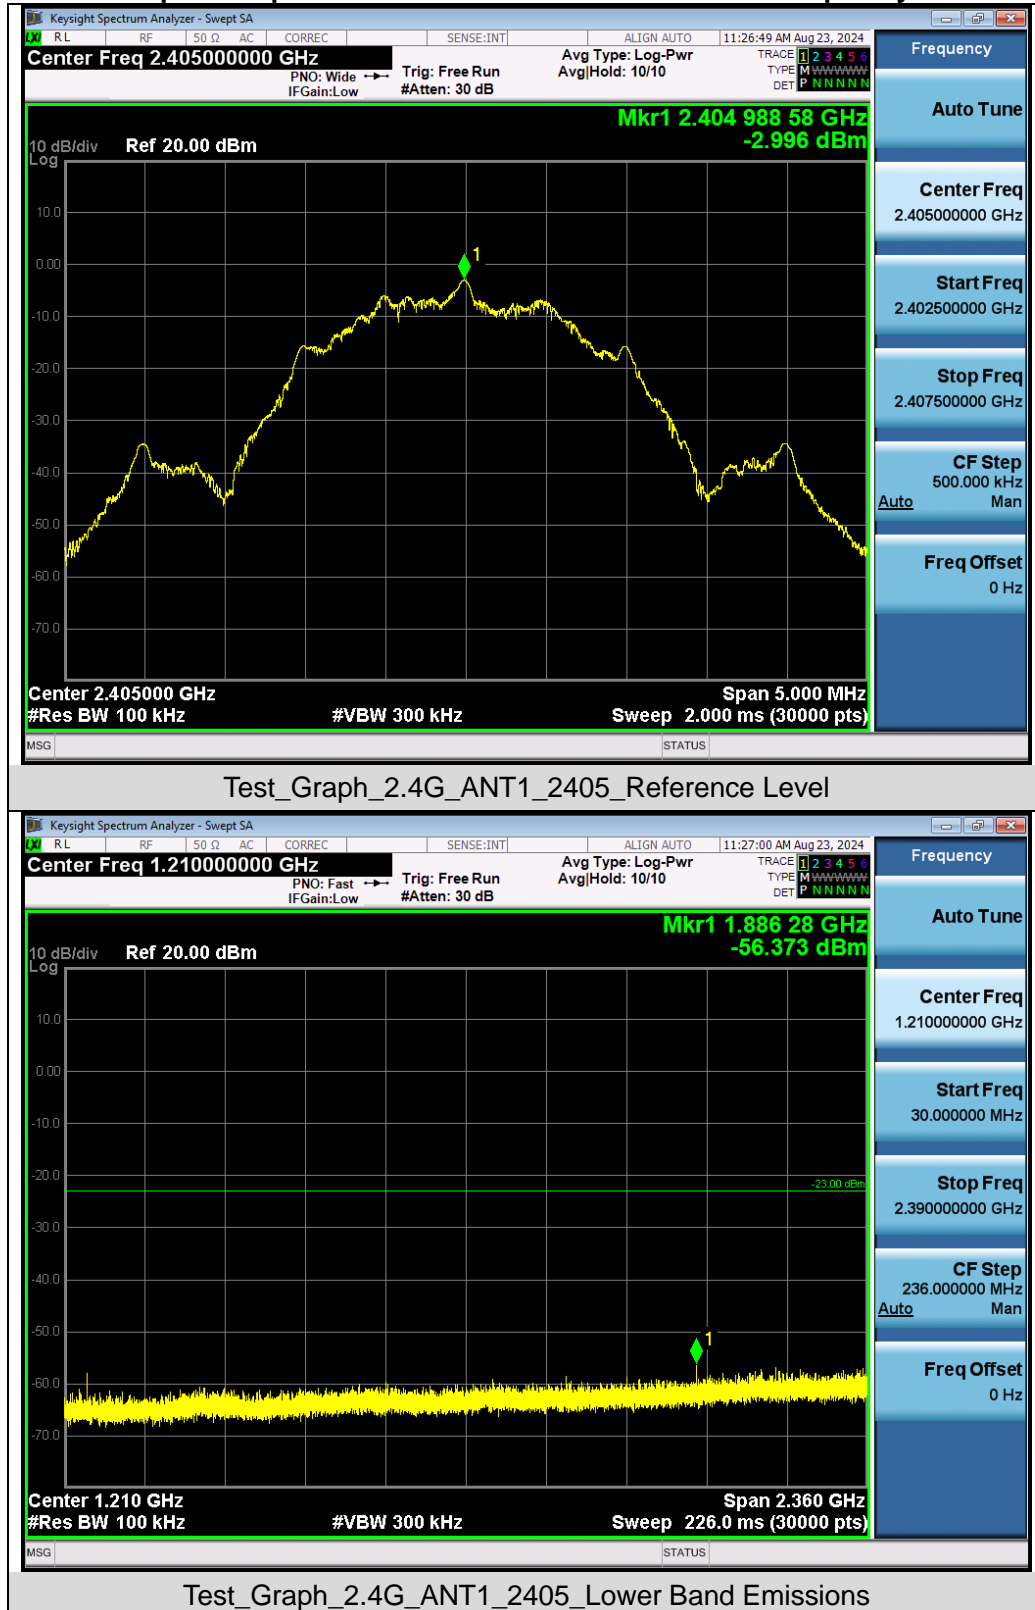 Keysight Spectrum Analyzer - Swept SA
LXI RL RF 50 Ω AC CORREC SENSE:INT ALIGN AUTO 11:26:49 AM Aug 23, 2024
Center Freq 2.405000000 GHz
PNO: Wide
IFGain:Low
Trig: Free Run
#Atten: 30 dB
Avg Type: Log-Pwr
Avg|Hold: 10/10
TRACE 1 2 3 4 5 6
TYPE M WWWWW
DET P N N N N N
Mkr1 2.404 988 58 GHz
-2.996 dBm
10 dB/div Ref 20.00 dBm
Log
10.0
0.00
-10.0
-20.0
-30.0
-40.0
-50.0
-60.0
-70.0
1
Center 2.405000 GHz Span 5.000 MHz
#Res BW 100 kHz #VBW 300 kHz Sweep 2.000 ms (30000 pts)
MSG STATUS
Frequency
Auto Tune
Center Freq
2.405000000 GHz
Start Freq
2.402500000 GHz
Stop Freq
2.407500000 GHz
CF Step
500.000 kHz
Auto Man
Freq Offset
0 Hz
Test_Graph_2.4G_ANT1_2405_Reference Level
Keysight Spectrum Analyzer - Swept SA
LXI RL RF 50 Ω AC CORREC SENSE:INT ALIGN AUTO 11:27:00 AM Aug 23, 2024
Center Freq 1.210000000 GHz
PNO: Fast
IFGain:Low
Trig: Free Run
#Atten: 30 dB
Avg Type: Log-Pwr
Avg|Hold: 10/10
TRACE 1 2 3 4 5 6
TYPE M WWWWW
DET P N N N N N
Mkr1 1.886 28 GHz
-56.373 dBm
10 dB/div Ref 20.00 dBm
Log
10.0
0.00
-10.0
-20.0
-30.0
-40.0
-50.0
-60.0
-70.0
-23.00 dBm
1
Center 1.210 GHz Span 2.360 GHz
#Res BW 100 kHz #VBW 300 kHz Sweep 226.0 ms (30000 pts)
MSG STATUS
Frequency
Auto Tune
Center Freq
1.210000000 GHz
Start Freq
30.000000 MHz
Stop Freq
2.390000000 GHz
CF Step
236.000000 MHz
Auto Man
Freq Offset
0 Hz
Test_Graph_2.4G_ANT1_2405_Lower Band Emissions